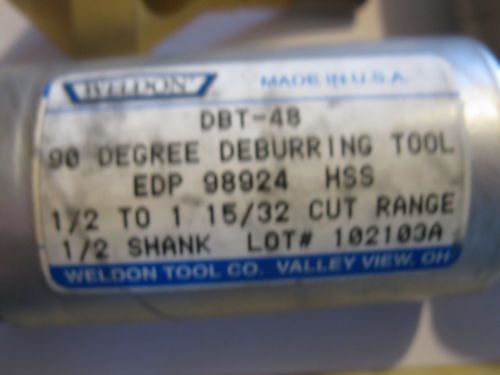 WELDON
MADE IN U.S.A.
DBT-48
90 DEGREE DEBURRING TOOL
EDP 98924 HSS
1/2 TO 1 15/32 CUT RANGE
1/2 SHANK LOT# 102103A
WELDON TOOL CO. VALLEY VIEW, OH